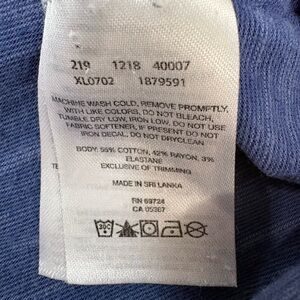 219 1218 40007
XL0702 1879591
MACHINE WASH COLD, REMOVE PROMPTLY,
WITH LIKE COLORS, DO NOT BLEACH,
TUMBLE DRY LOW, IRON LOW, DO NOT USE
FABRIC SOFTENER, IF PRESENT DO NOT
IRON DECAL, DO NOT DRYCLEAN
BODY: 55% COTTON, 42% RAYON, 3%
ELASTANE
EXCLUSIVE OF TRIMMING
MADE IN SRI LANKA
RN 69724
CA 05367